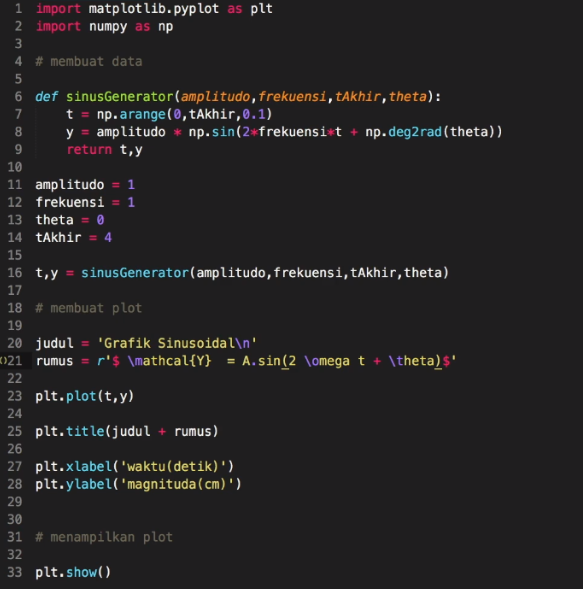 1 import matplotlib.pyplot as plt
2 import numpy as np
3
4 # membuat data
5
6 def sinusGenerator(amplitudo,frekuensi,tAkhir,theta):
7     t = np.arange(0,tAkhir,0.1)
8     y = amplitudo * np.sin(2*frekuensi*t + np.deg2rad(theta))
9     return t,y
10
11 amplitudo = 1
12 frekuensi = 1
13 theta = 0
14 tAkhir = 4
15
16 t,y = sinusGenerator(amplitudo,frekuensi,tAkhir,theta)
17
18 # membuat plot
19
20 judul = 'Grafik Sinusoidal\n'
21 rumus = r'$ \mathcal{Y}  = A.sin(2 \omega t + \theta)$'
22
23 plt.plot(t,y)
24
25 plt.title(judul + rumus)
26
27 plt.xlabel('waktu(detik)')
28 plt.ylabel('magnituda(cm)')
29
30
31 # menampilkan plot
32
33 plt.show()